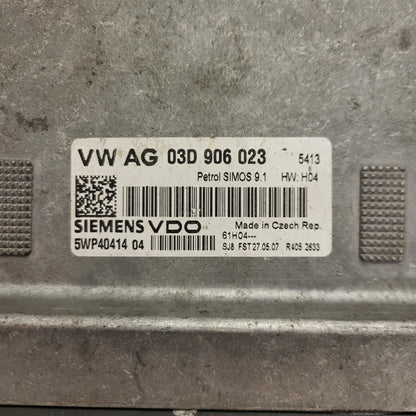 VW AG 03D 906 023 5413
Petrol SIMOS 9.1 HW: H04
SIEMENS VDO Made in Czech Rep.
5WP40414 04 61H04---
SJ8 FST 27.05.07 R405 2633